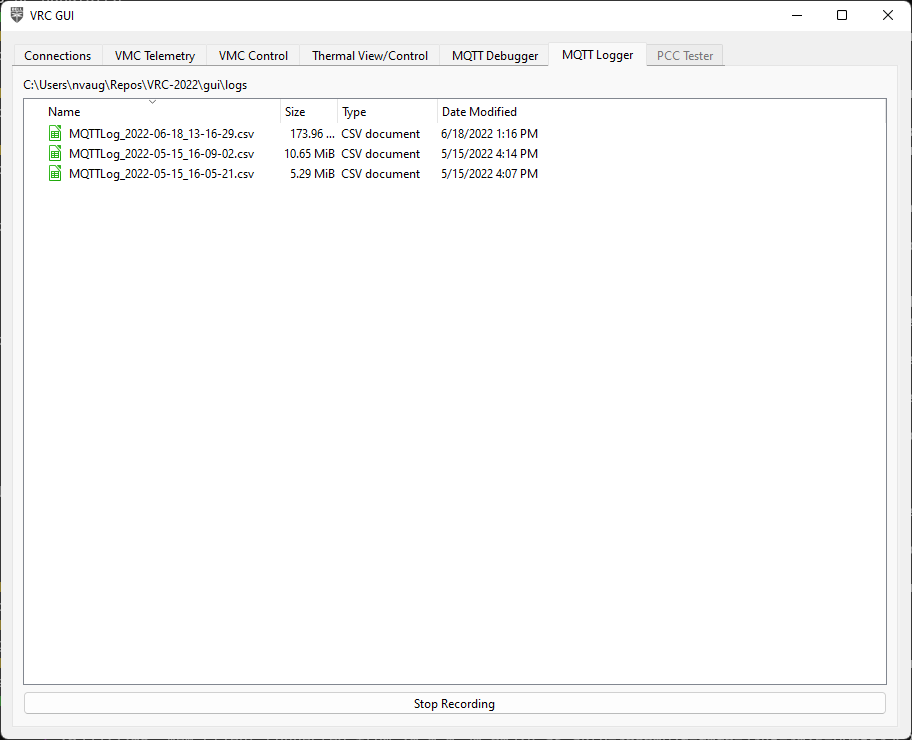 VRC GUI
Connections VMC Telemetry VMC Control Thermal View/Control MQTT Debugger MQTT Logger PCC Tester
C:\Users\nvaug\Repos\VRC-2022\gui\logs
Name Size Type Date Modified
MQTTLog_2022-06-18_13-16-29.csv 173.96 ... CSV document 6/18/2022 1:16 PM
MQTTLog_2022-05-15_16-09-02.csv 10.65 MiB CSV document 5/15/2022 4:14 PM
MQTTLog_2022-05-15_16-05-21.csv 5.29 MiB CSV document 5/15/2022 4:07 PM
Stop Recording